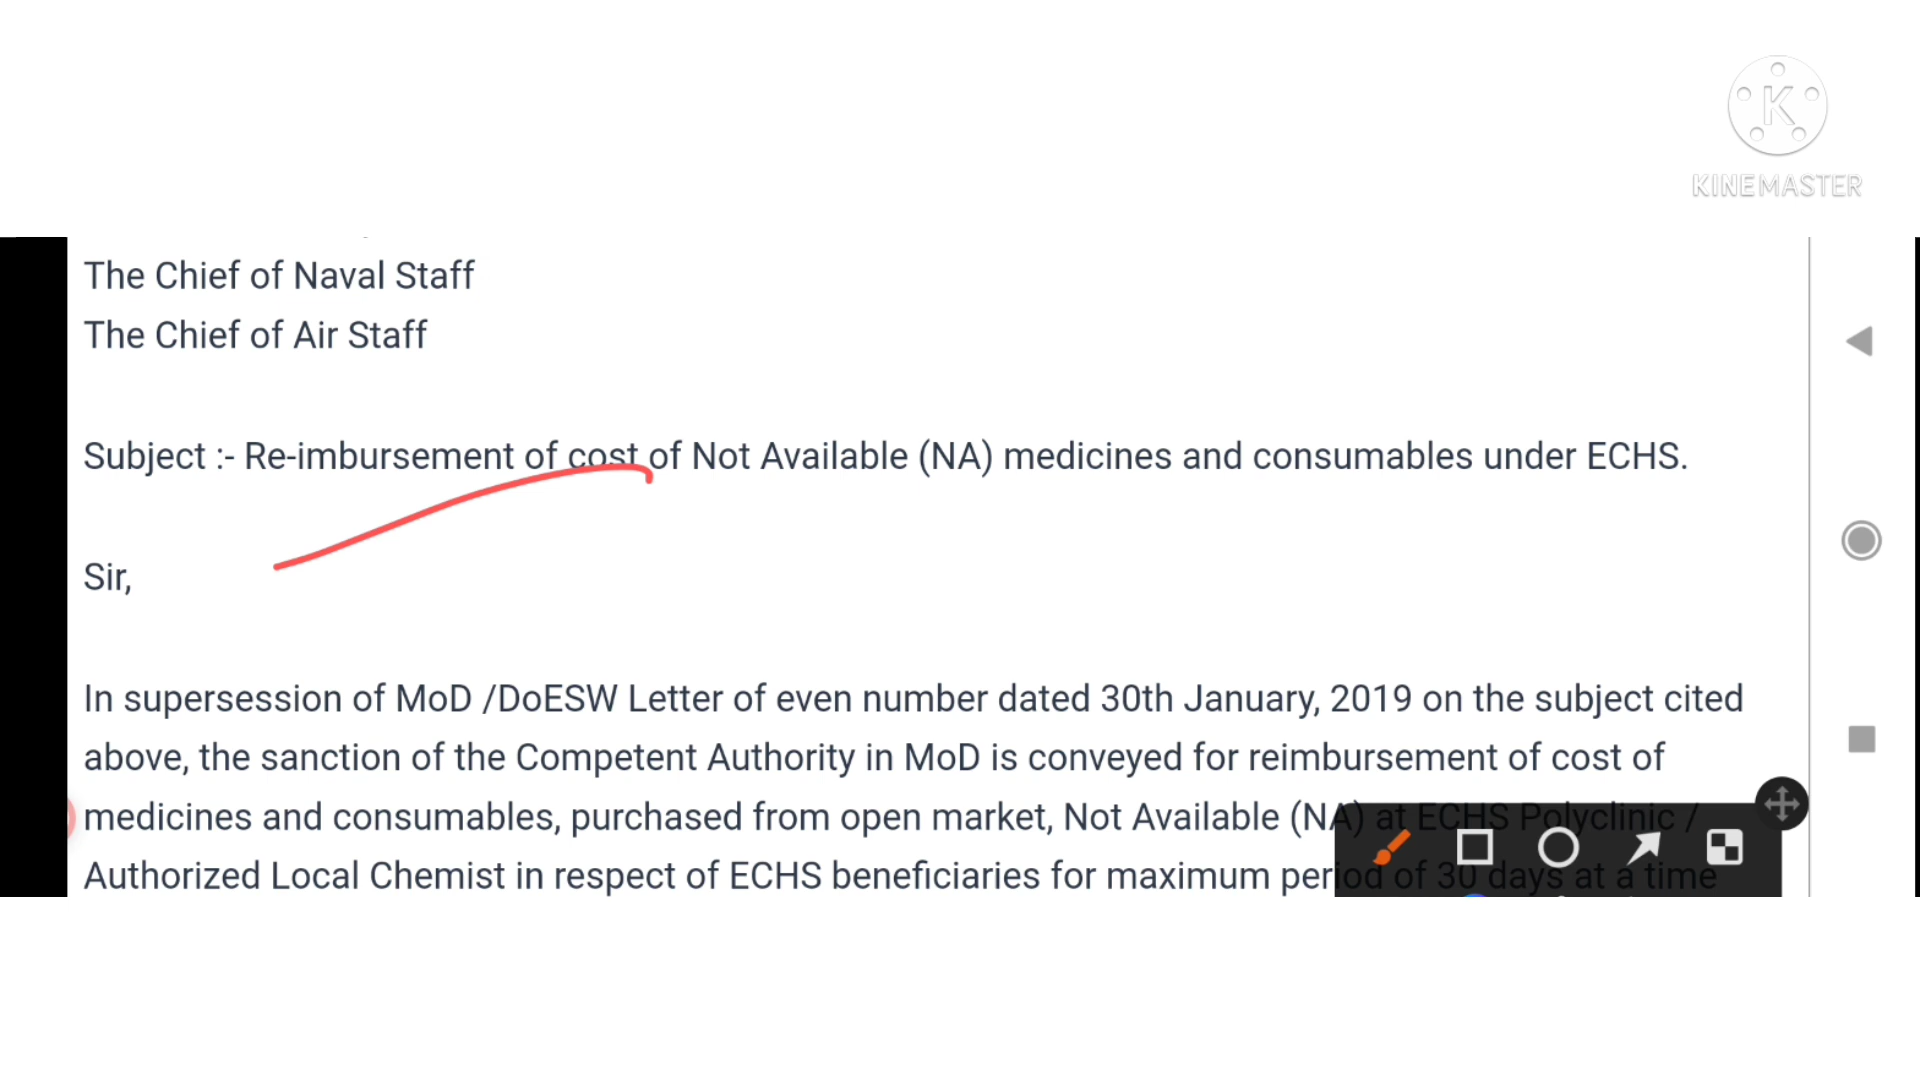 K
KINEMASTER
The Chief of Naval Staff
The Chief of Air Staff
Subject :- Re-imbursement of cost of Not Available (NA) medicines and consumables under ECHS.
Sir,
In supersession of MoD /DoESW Letter of even number dated 30th January, 2019 on the subject cited
above, the sanction of the Competent Authority in MoD is conveyed for reimbursement of cost of
medicines and consumables, purchased from open market, Not Available (NA) at ECHS Polyclinic /
Authorized Local Chemist in respect of ECHS beneficiaries for maximum period of 30 days at a time